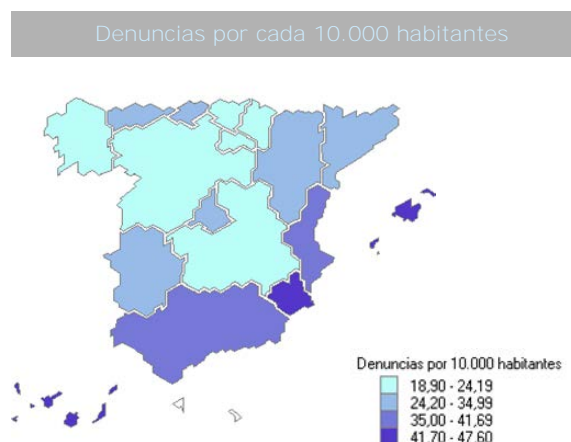 Denuncias por cada 10.000 habitantes
Denuncias por 10.000 habitantes
18,90 - 24,19
24,20 - 34,99
35,00 - 41,69
41,70 - 47,60